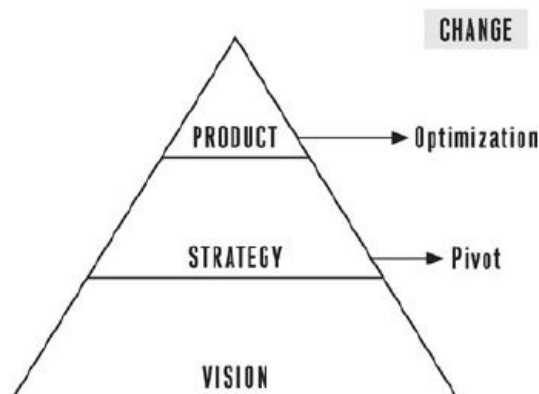 CHANGE
PRODUCT
Optimization
STRATEGY
Pivot
VISION